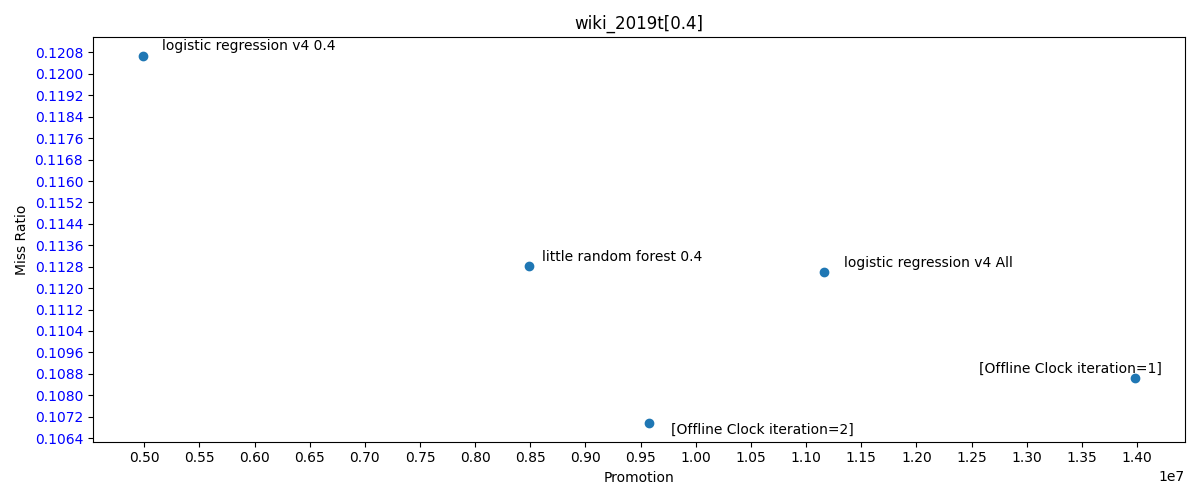 wiki_2019t[0.4]
Miss Ratio
0.1208
0.1200
0.1192
0.1184
0.1176
0.1168
0.1160
0.1152
0.1144
0.1136
0.1128
0.1120
0.1112
0.1104
0.1096
0.1088
0.1080
0.1072
0.1064
logistic regression v4 0.4
little random forest 0.4
logistic regression v4 All
[Offline Clock iteration=1]
[Offline Clock iteration=2]
0.50 0.55 0.60 0.65 0.70 0.75 0.80 0.85 0.90 0.95 1.00 1.05 1.10 1.15 1.20 1.25 1.30 1.35 1.40
1e7
Promotion